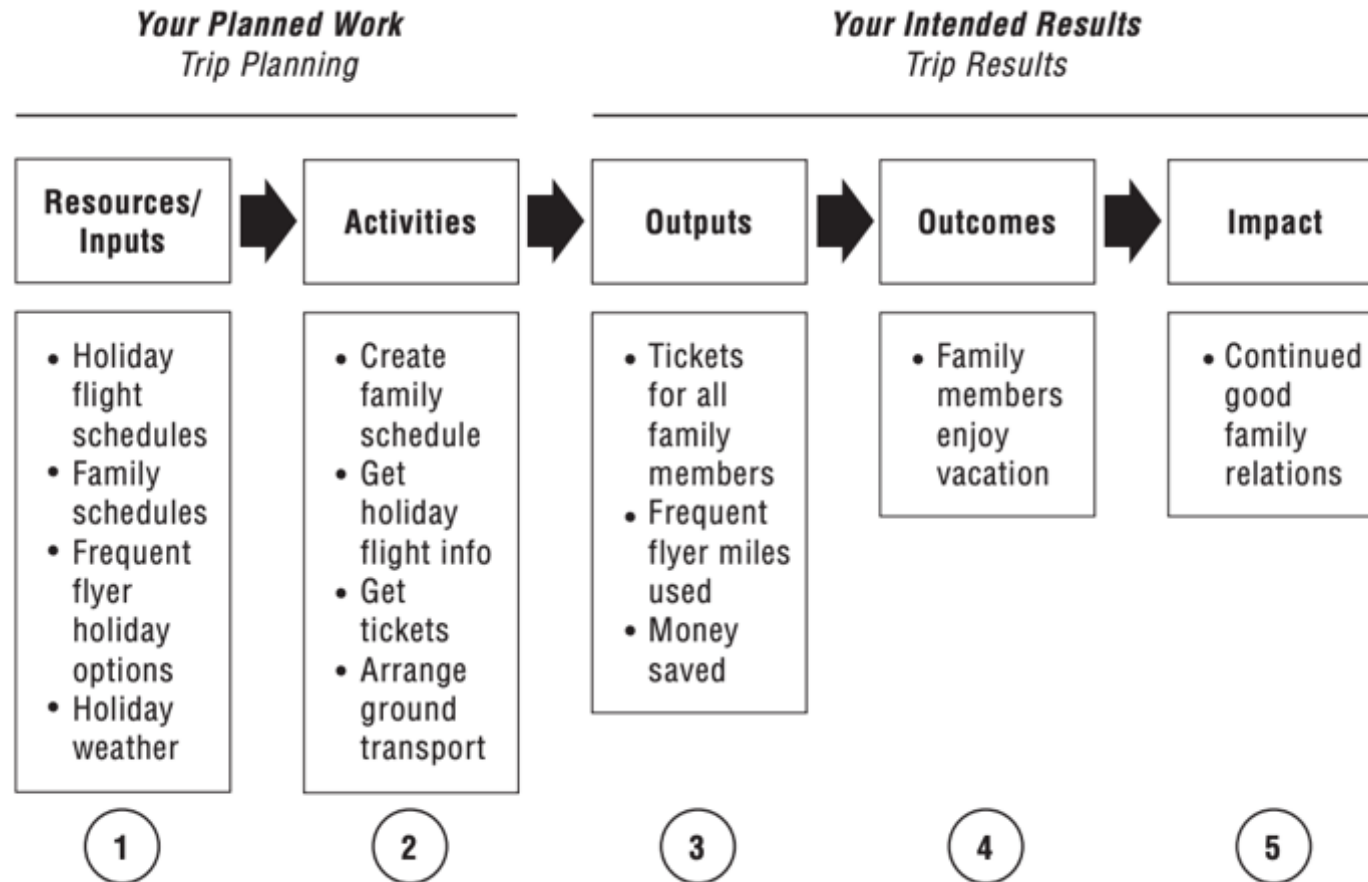 Your Planned Work
Trip Planning
Your Intended Results
Trip Results
Resources/
Inputs
Activities
Outputs
Outcomes
Impact
• Holiday
flight
schedules
• Family
schedules
• Frequent
flyer
holiday
options
• Holiday
weather
• Create
family
schedule
• Get
holiday
flight info
• Get
tickets
• Arrange
ground
transport
• Tickets
for all
family
members
• Frequent
flyer miles
used
• Money
saved
• Family
members
enjoy
vacation
• Continued
good
family
relations
1
2
3
4
5